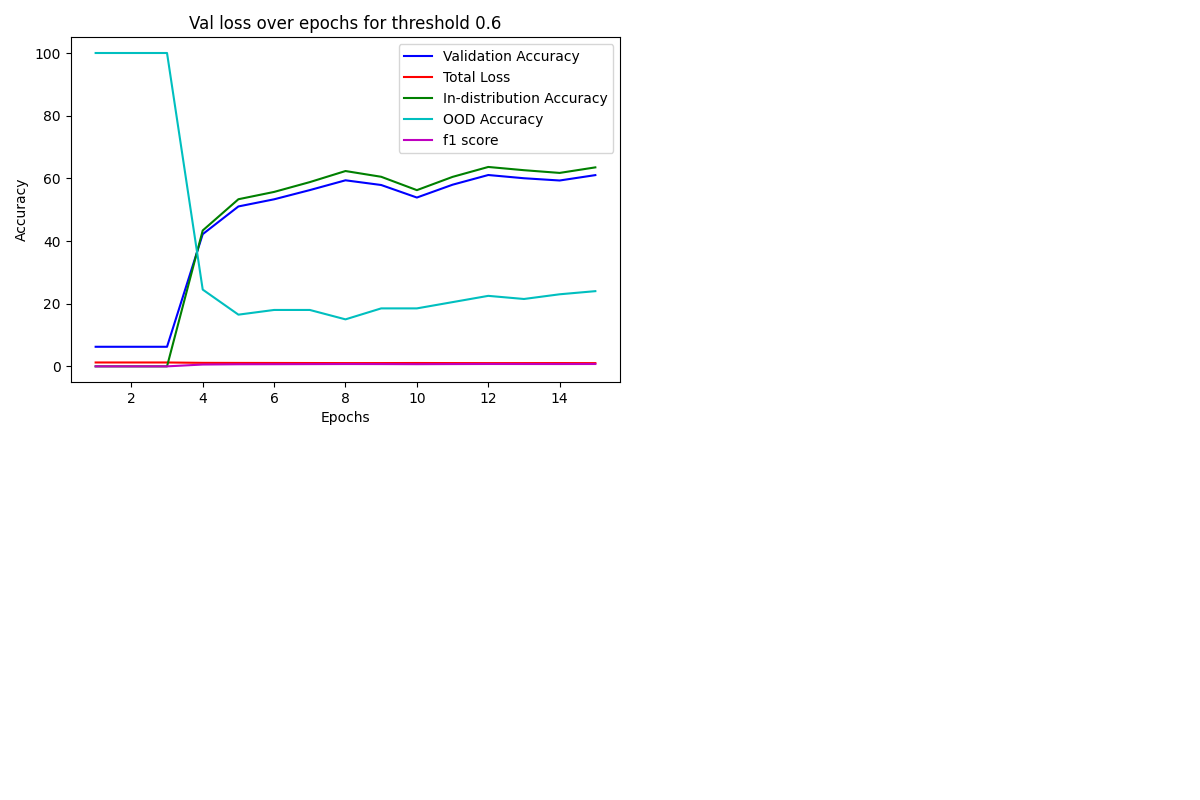 Val loss over epochs for threshold 0.6
Validation Accuracy
Total Loss
In-distribution Accuracy
OOD Accuracy
f1 score
100
80
60
40
20
0
Accuracy
2 4 6 8 10 12 14
Epochs